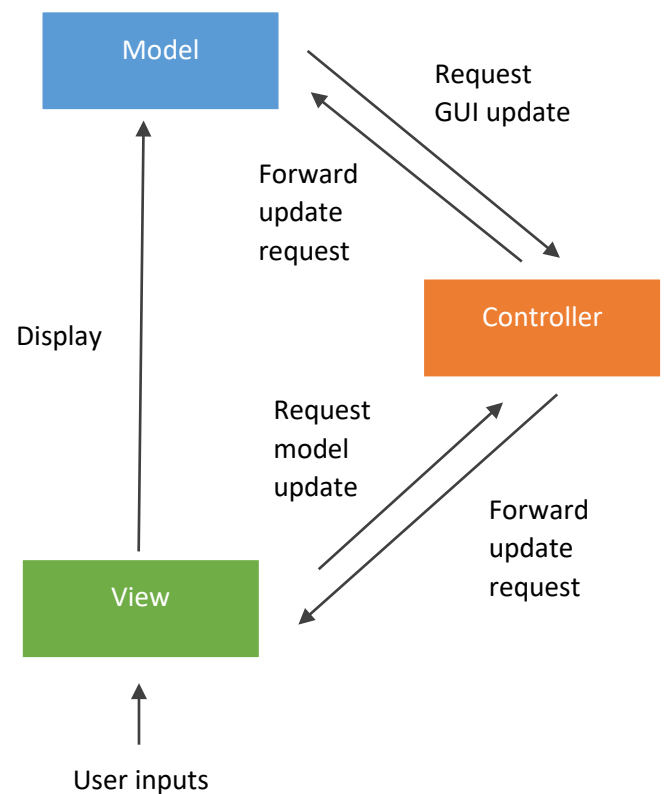 Model
Request
GUI update
Forward
update
request
Controller
Display
Request
model
update
Forward
update
request
View
User inputs